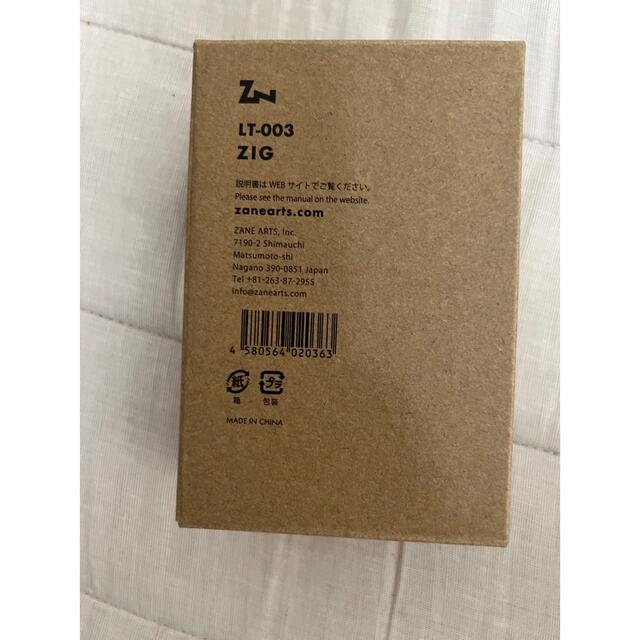 ZN
LT-003
ZIG
説明書は WEB サイトでご覧ください。
Please see the manual on the website.
zanearts.com
ZANE ARTS, Inc.
7190-2 Shimauchi
Matsumoto-shi
Nagano 390-0851 Japan
Tel +81-263-87-2955
info@zanearts.com
4 580564 020363
紙 プラ
箱 包装
MADE IN CHINA